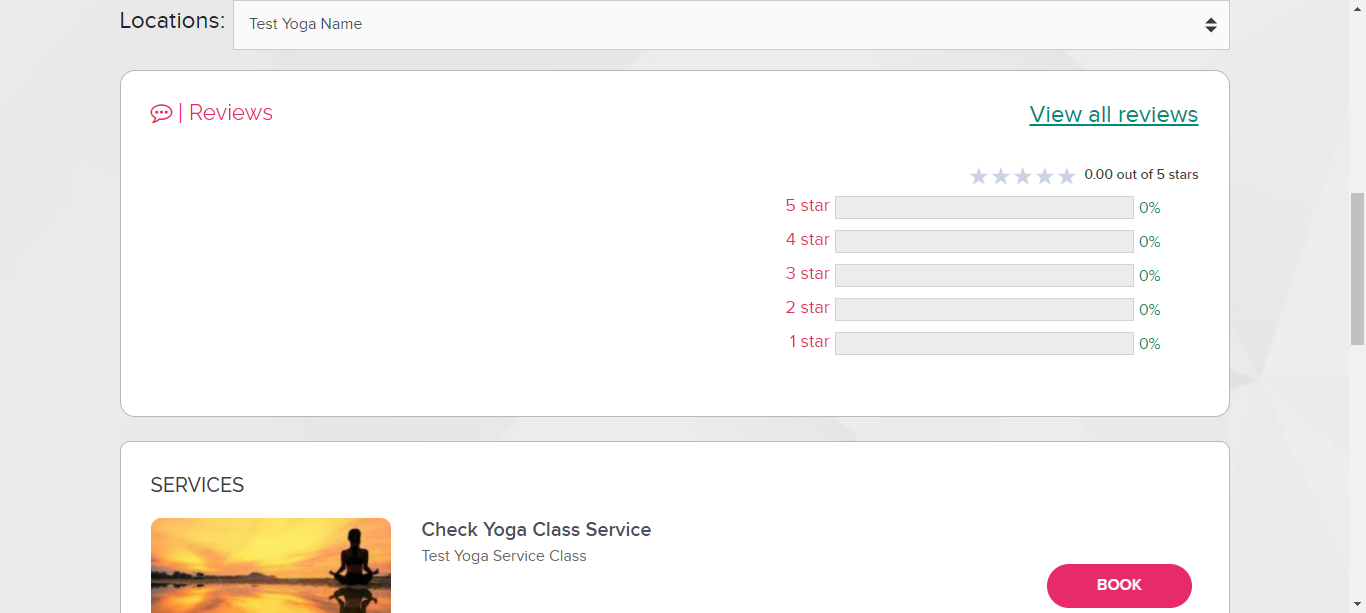 Locations: Test Yoga Name
| Reviews
View all reviews
0.00 out of 5 stars
5 star 0%
4 star 0%
3 star 0%
2 star 0%
1 star 0%
SERVICES
Check Yoga Class Service
Test Yoga Service Class
BOOK